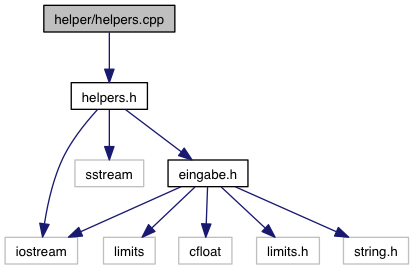 helper/helpers.cpp
helpers.h
sstream
eingabe.h
iostream
limits
cfloat
limits.h
string.h